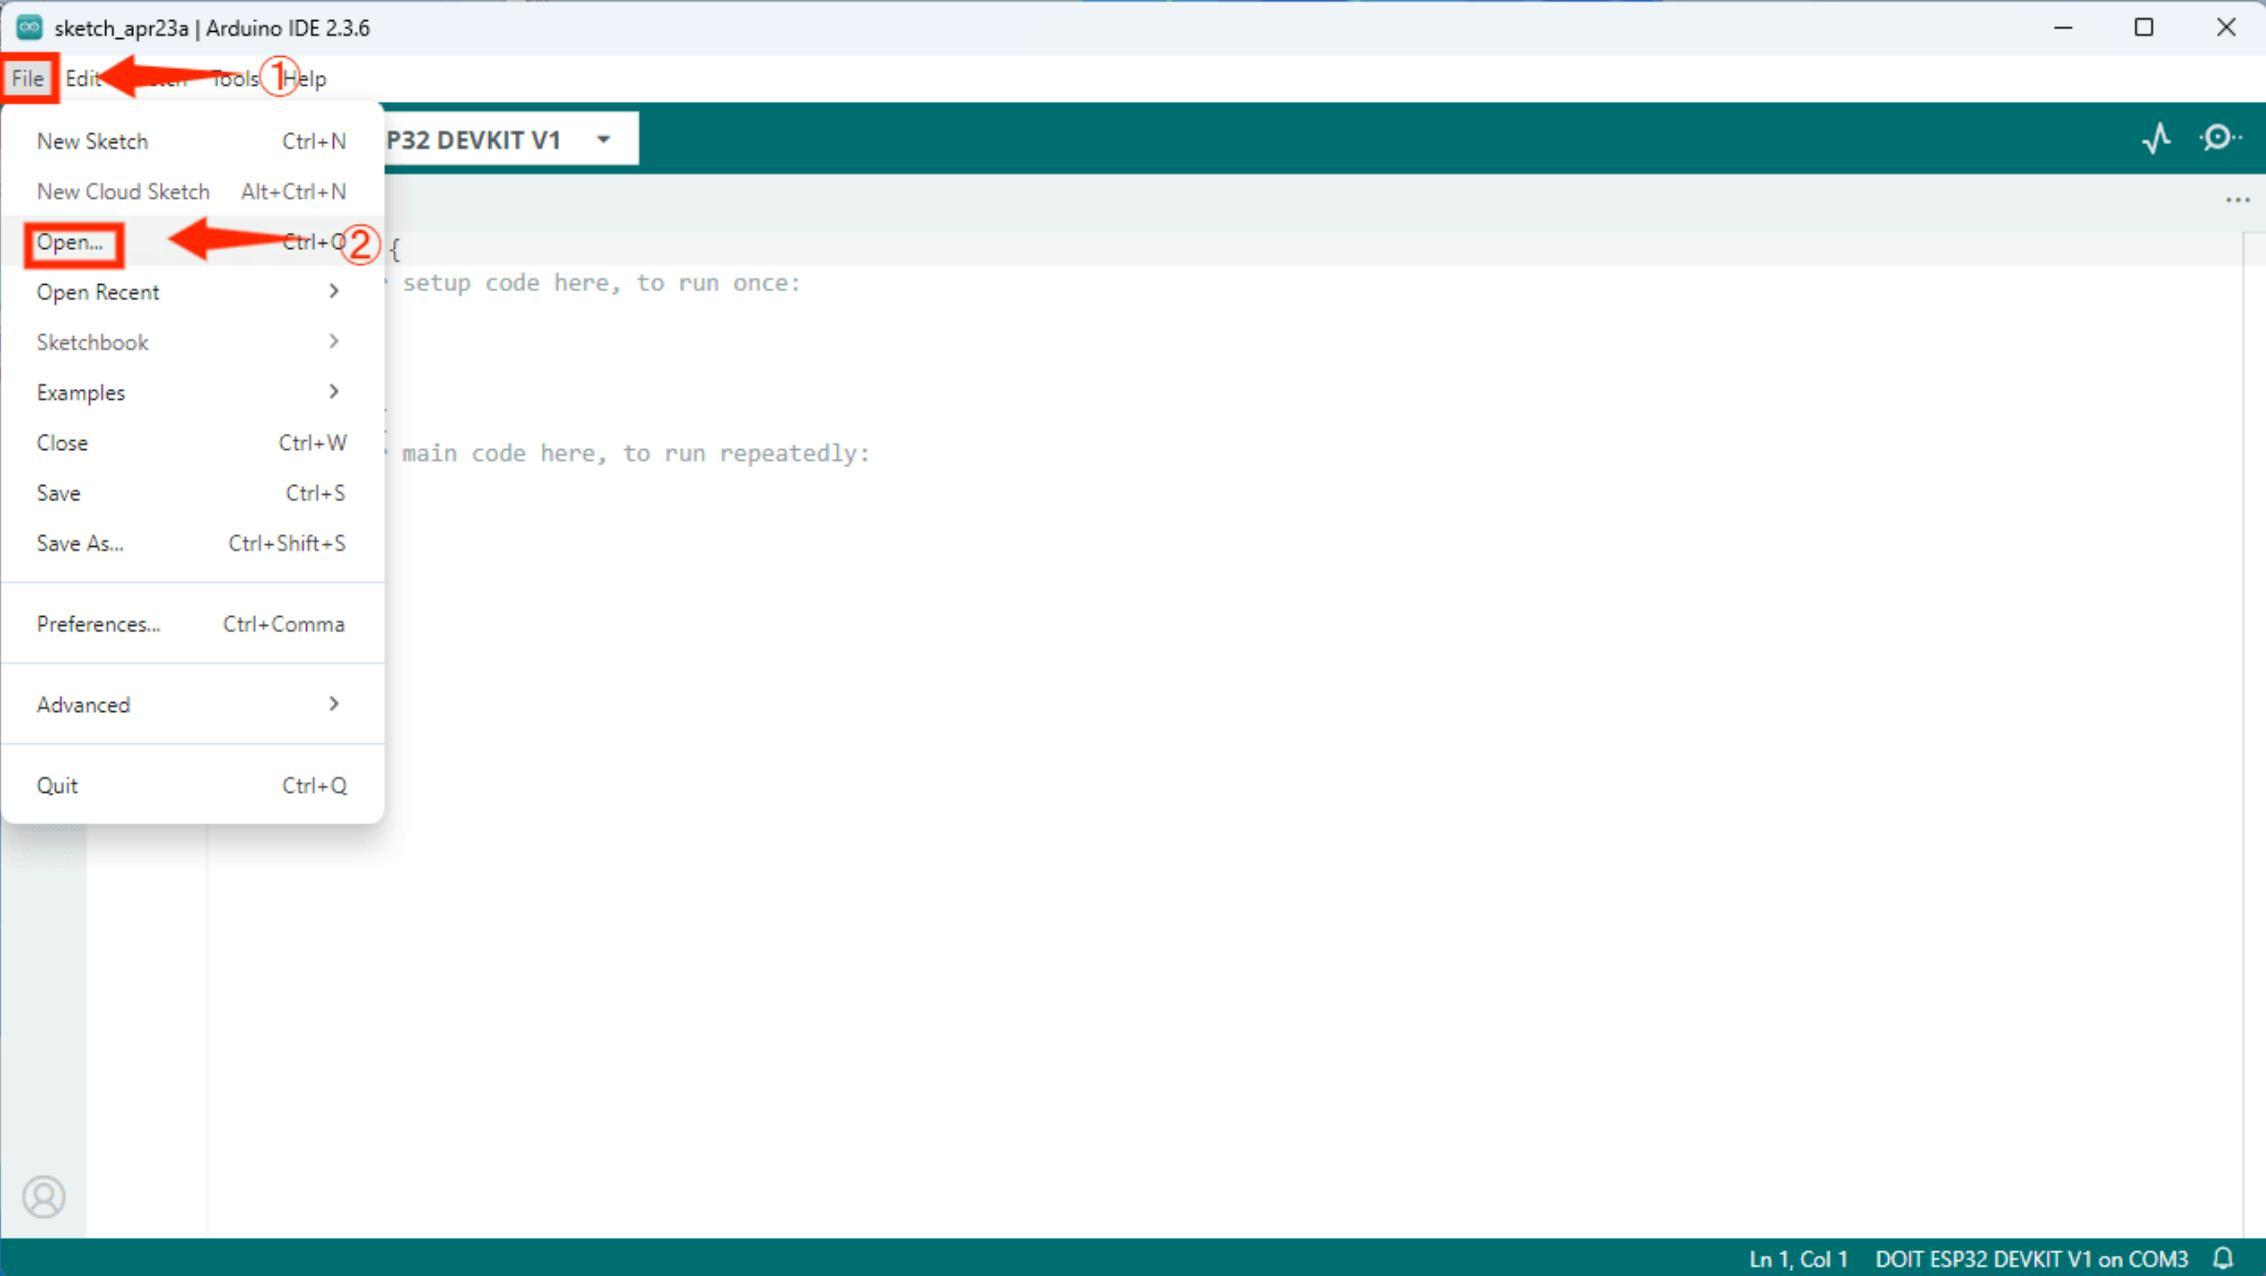 sketch_apr23a | Arduino IDE 2.3.6
File Edit Tools ① Help
New Sketch Ctrl+N
P32 DEVKIT V1
New Cloud Sketch Alt+Ctrl+N
Open... Ctrl+O ② {
setup code here, to run once:
Open Recent
Sketchbook
Examples
Close Ctrl+W
main code here, to run repeatedly:
Save Ctrl+S
Save As... Ctrl+Shift+S
Preferences... Ctrl+Comma
Advanced
Quit Ctrl+Q
Ln 1, Col 1 DOIT ESP32 DEVKIT V1 on COM3